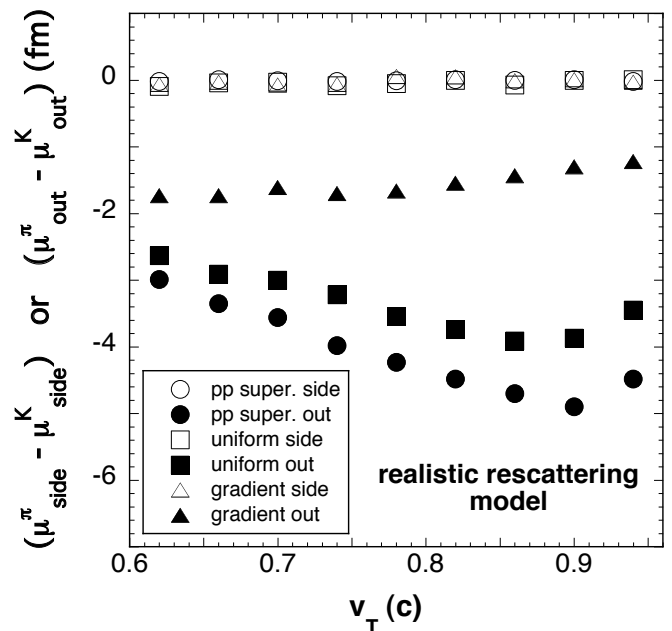 (μ^π_side - μ^K_side) or (μ^π_out - μ^K_out) (fm)
0
-2
-4
-6
pp super. side
pp super. out
uniform side
uniform out
gradient side
gradient out
realistic rescattering
model
0.6 0.7 0.8 0.9
v_T (c)